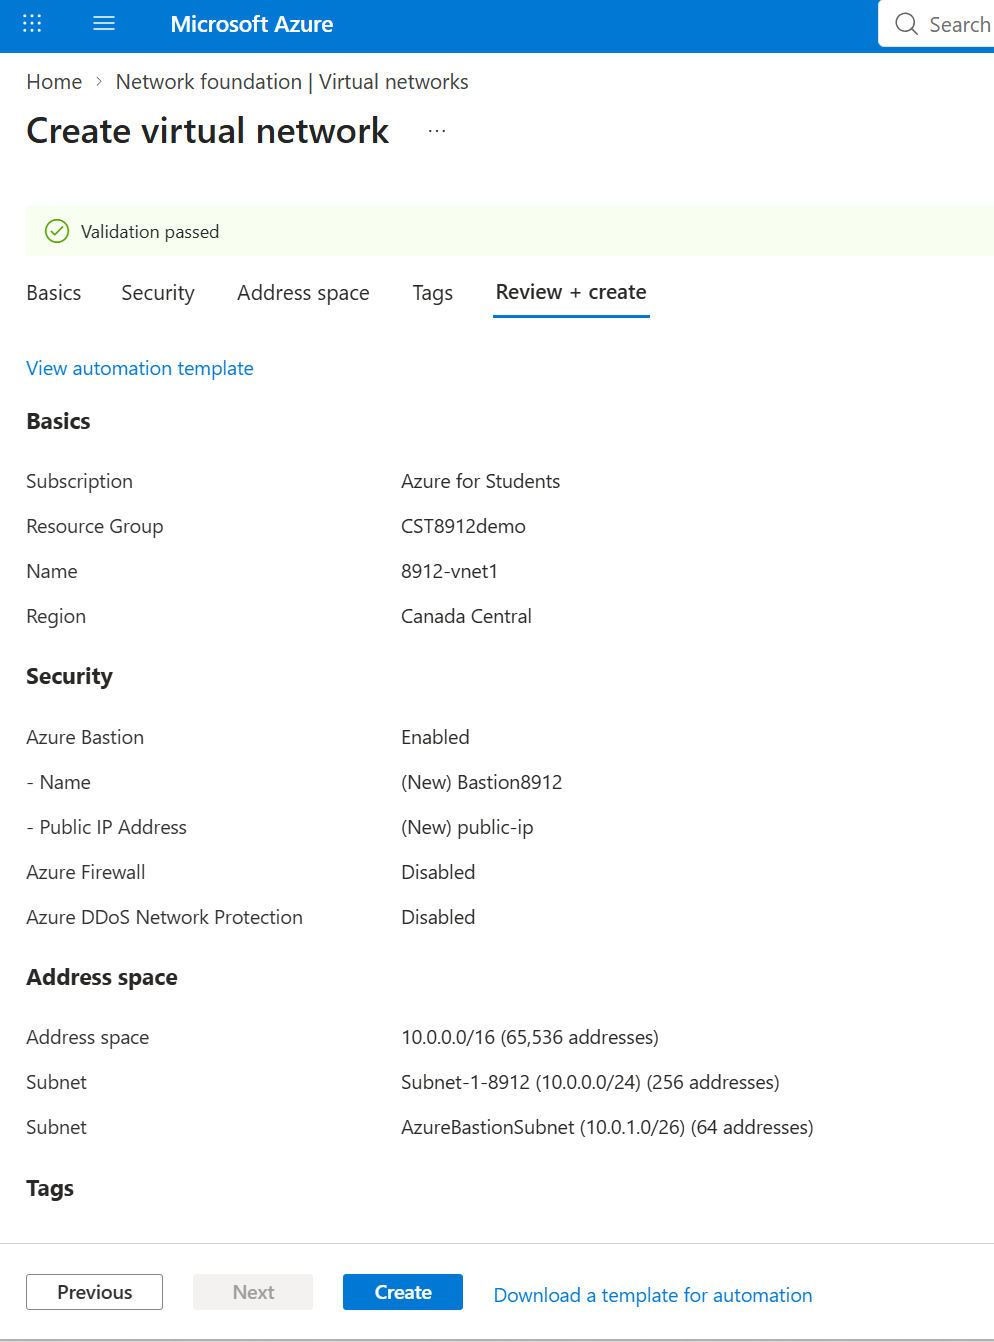 Microsoft Azure
Search
Home > Network foundation | Virtual networks
Create virtual network ...
Validation passed
Basics Security Address space Tags Review + create
View automation template
Basics
Subscription Azure for Students
Resource Group CST8912demo
Name 8912-vnet1
Region Canada Central
Security
Azure Bastion Enabled
- Name (New) Bastion8912
- Public IP Address (New) public-ip
Azure Firewall Disabled
Azure DDoS Network Protection Disabled
Address space
Address space 10.0.0.0/16 (65,536 addresses)
Subnet Subnet-1-8912 (10.0.0.0/24) (256 addresses)
Subnet AzureBastionSubnet (10.0.1.0/26) (64 addresses)
Tags
Previous Next Create Download a template for automation